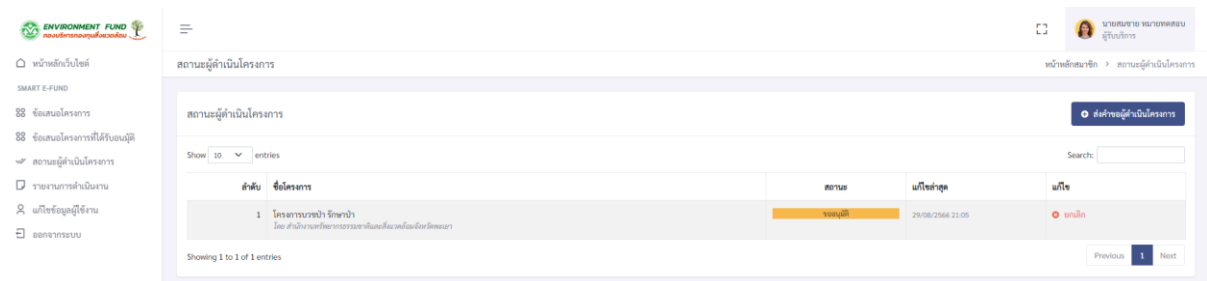 ENVIRONMENT FUND
กองบริหารกองทุนสิ่งแวดล้อม
นายสมชาย หมายทดสอบ
ผู้รับบริการ
หน้าหลักเว็บไซต์
สถานะผู้ดำเนินโครงการ
หน้าหลักสมาชิก > สถานะผู้ดำเนินโครงการ
SMART E-FUND
ข้อเสนอโครงการ
ข้อเสนอโครงการที่ได้รับอนุมัติ
สถานะผู้ดำเนินโครงการ
รายงานการดำเนินงาน
แก้ไขข้อมูลผู้ใช้งาน
ออกจากระบบ
สถานะผู้ดำเนินโครงการ
ส่งคำขอผู้ดำเนินโครงการ
Show 10 entries
Search:
ลำดับ ชื่อโครงการ สถานะ แก้ไขล่าสุด แก้ไข
1 โครงการบวชป่า รักษาป่า ขออนุมัติ 29/08/2566 21:05 ยกเลิก
โดย สำนักงานทรัพยากรธรรมชาติและสิ่งแวดล้อมจังหวัดพะเยา
Showing 1 to 1 of 1 entries
Previous 1 Next